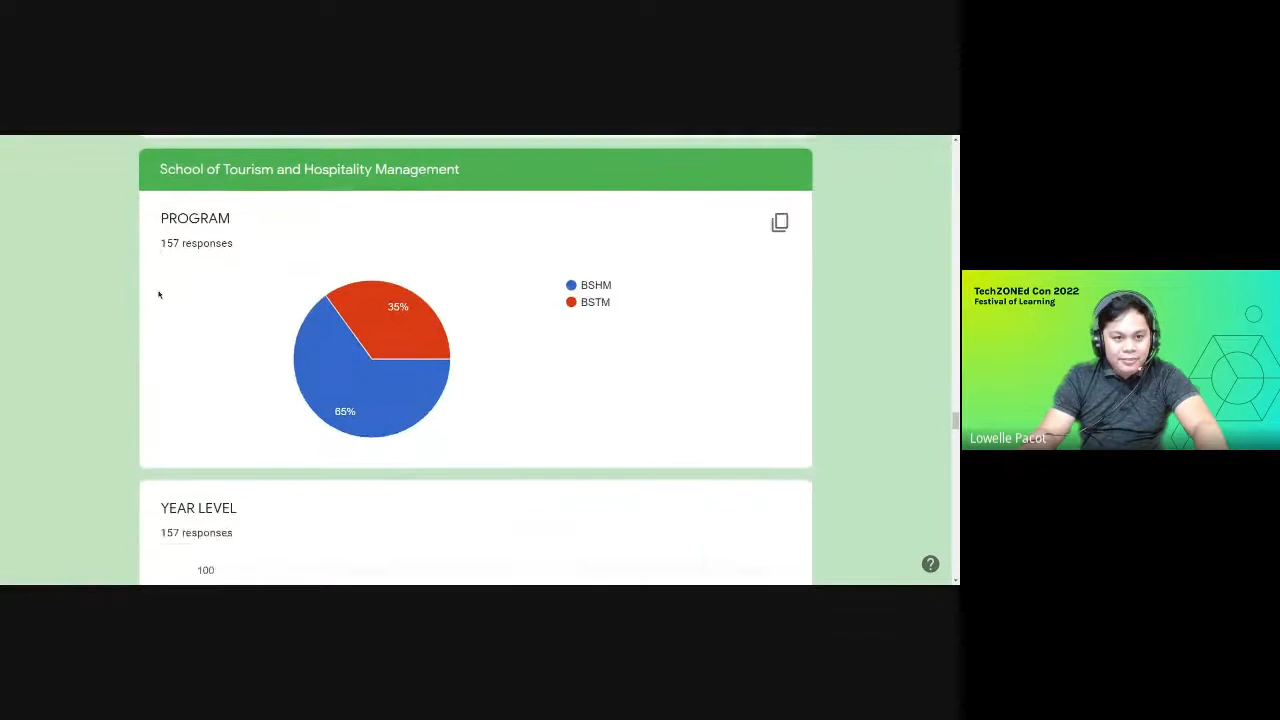 School of Tourism and Hospitality Management
PROGRAM
157 responses
BSHM
BSTM
35%
65%
YEAR LEVEL
157 responses
100
?
TechZONEd Con 2022
Festival of Learning
Lowelle Pacot